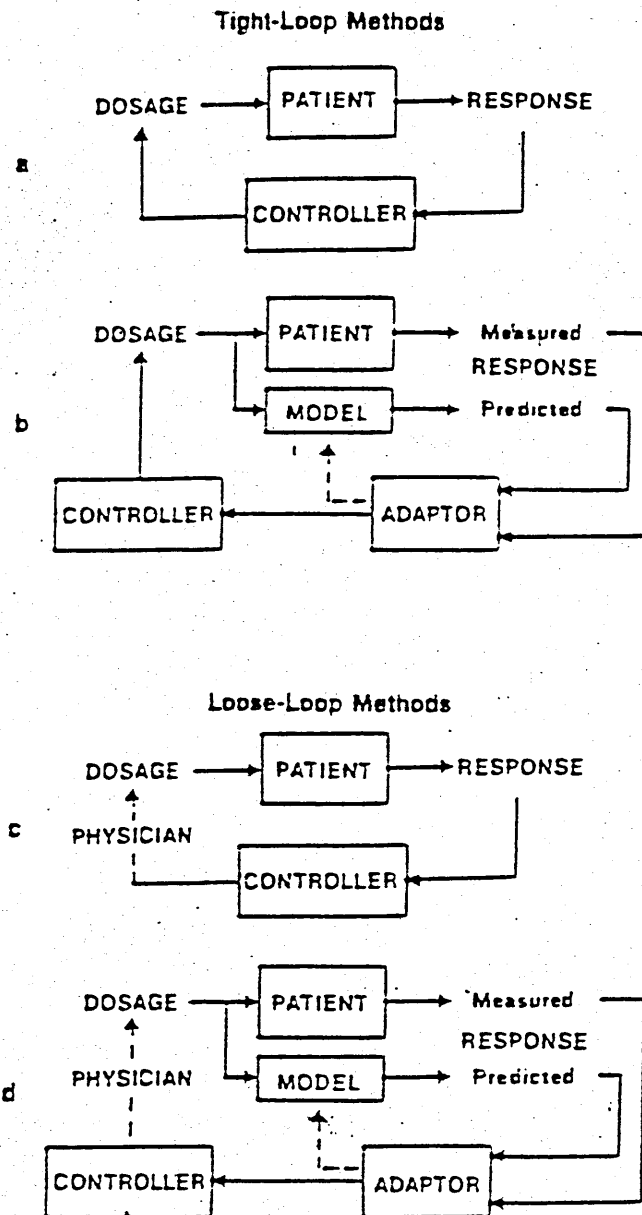 Tight-Loop Methods
DOSAGE PATIENT RESPONSE
a
CONTROLLER
DOSAGE PATIENT Measured
RESPONSE
b MODEL Predicted
CONTROLLER ADAPTOR
Loose-Loop Methods
DOSAGE PATIENT RESPONSE
c PHYSICIAN
CONTROLLER
DOSAGE PATIENT Measured
RESPONSE
d PHYSICIAN MODEL Predicted
CONTROLLER ADAPTOR